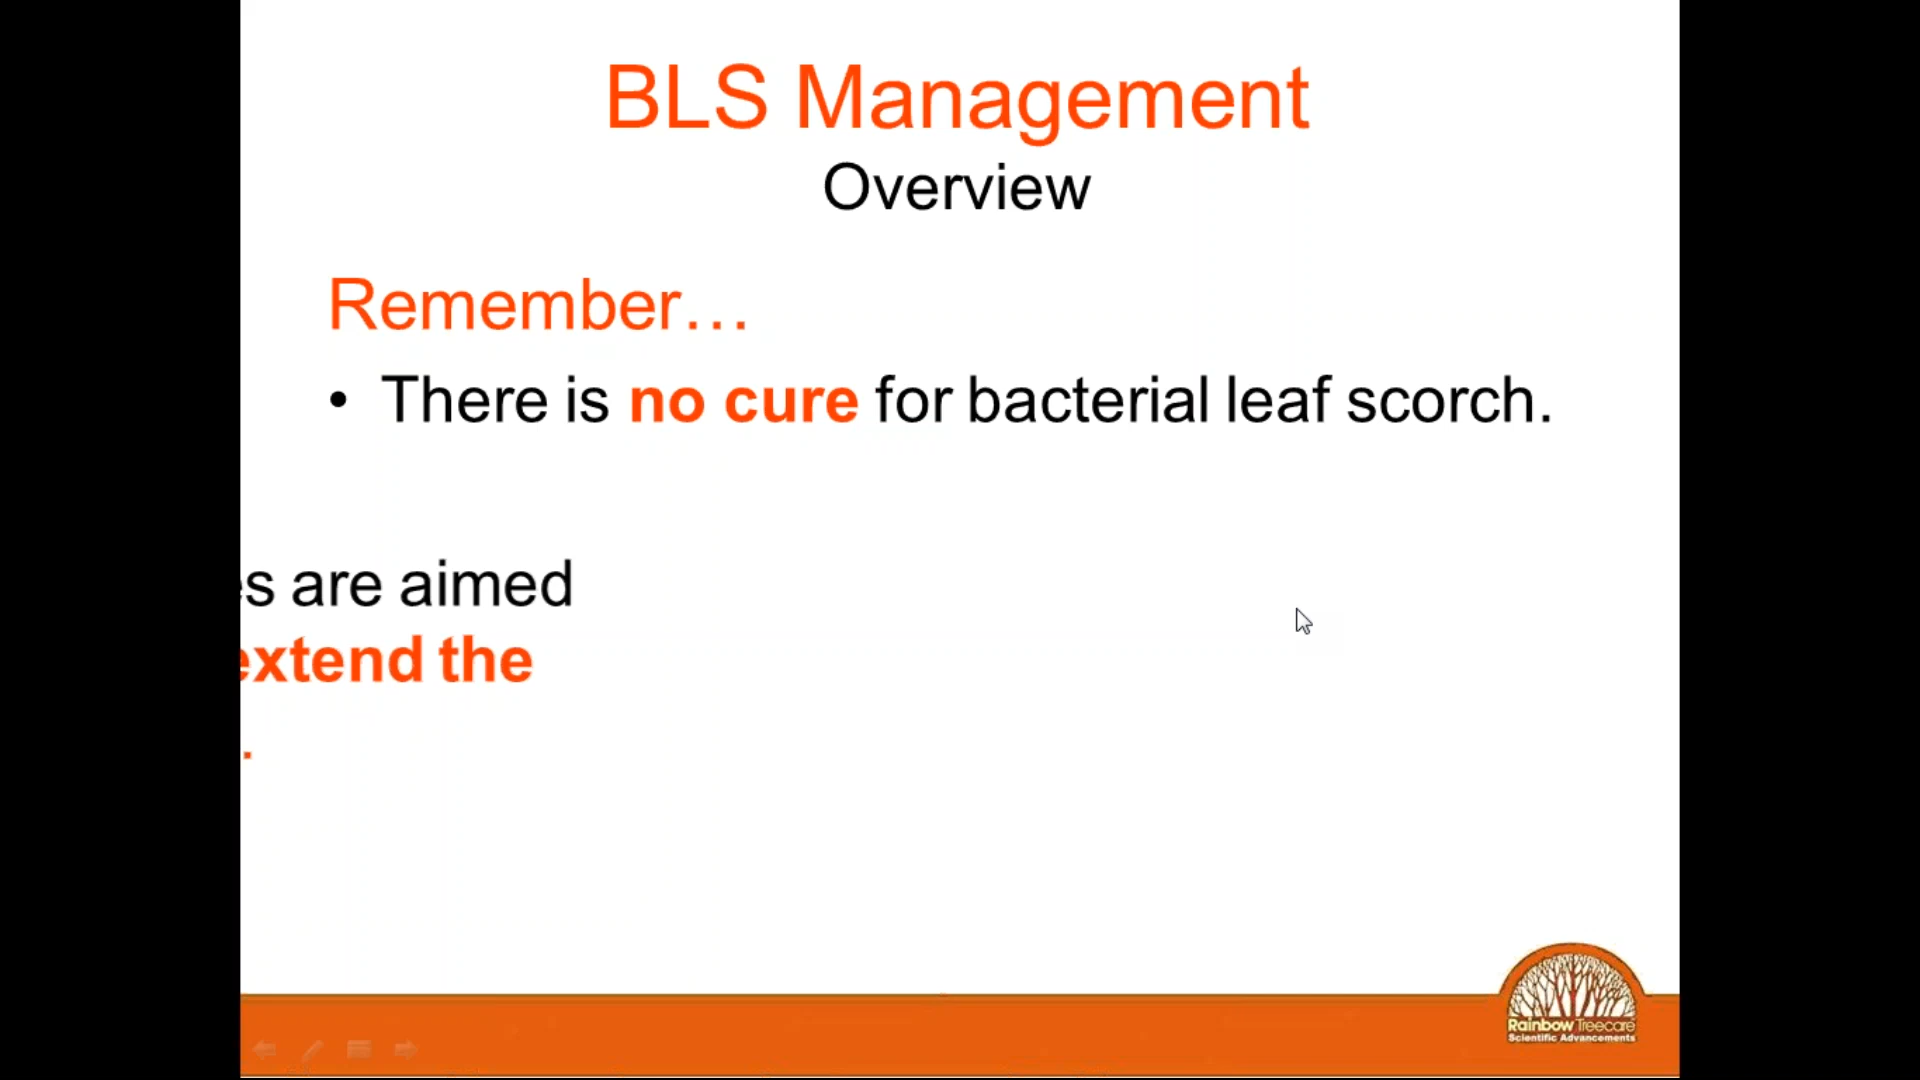 BLS Management
Overview
Remember…
• There is no cure for bacterial leaf scorch.
s are aimed
extend the
.
Rainbow Treecare
Scientific Advancements